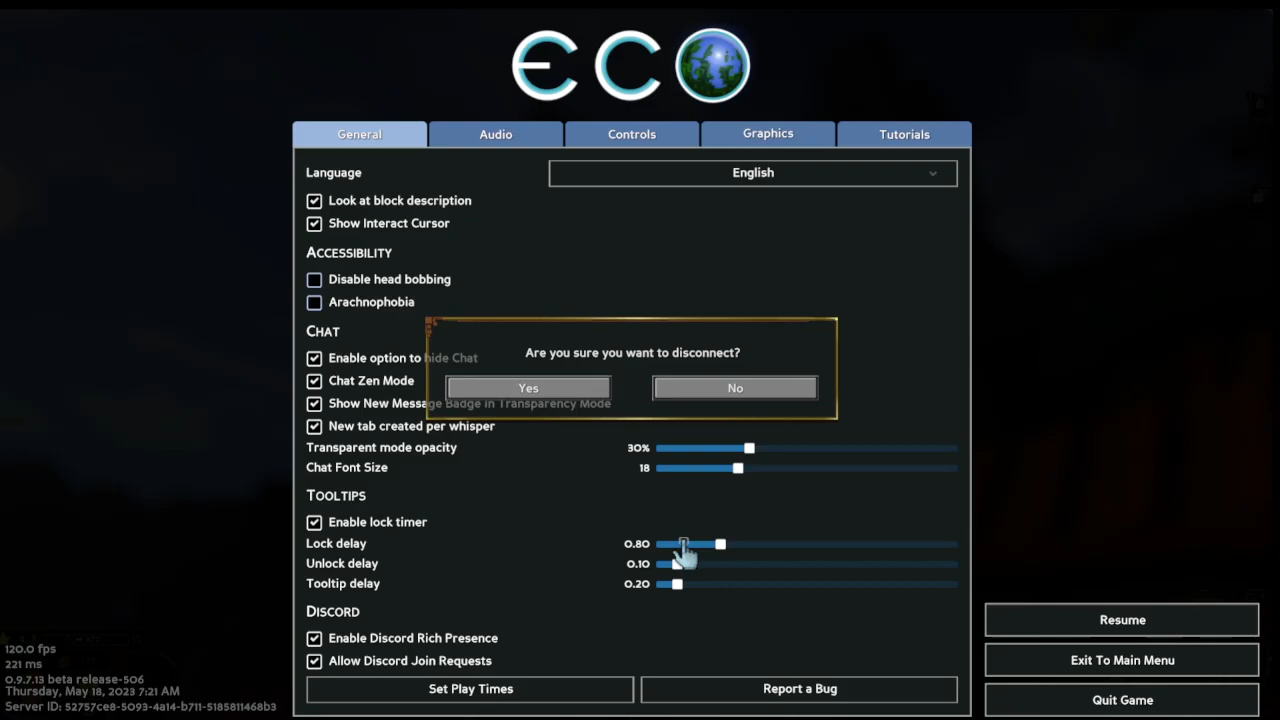 ECO
General
Audio
Controls
Graphics
Tutorials
Language
English
Look at block description
Show Interact Cursor
ACCESSIBILITY
Disable head bobbing
Arachnophobia
CHAT
Are you sure you want to disconnect?
Enable option to hide Chat
Chat Zen Mode
Yes
No
Show New Message Badge in Transparency Mode
New tab created per whisper
Transparent mode opacity 30%
Chat Font Size 18
TOOLTIPS
Enable lock timer
Lock delay 0.80
Unlock delay 0.10
Tooltip delay 0.20
DISCORD
Enable Discord Rich Presence
Allow Discord Join Requests
Set Play Times
Report a Bug
Resume
Exit To Main Menu
Quit Game
120.0 fps
221 ms
0.9.7.13 beta release-506
Thursday, May 18, 2023 7:21 AM
Server ID: 52757ce8-5093-4a14-b711-5185811468b3